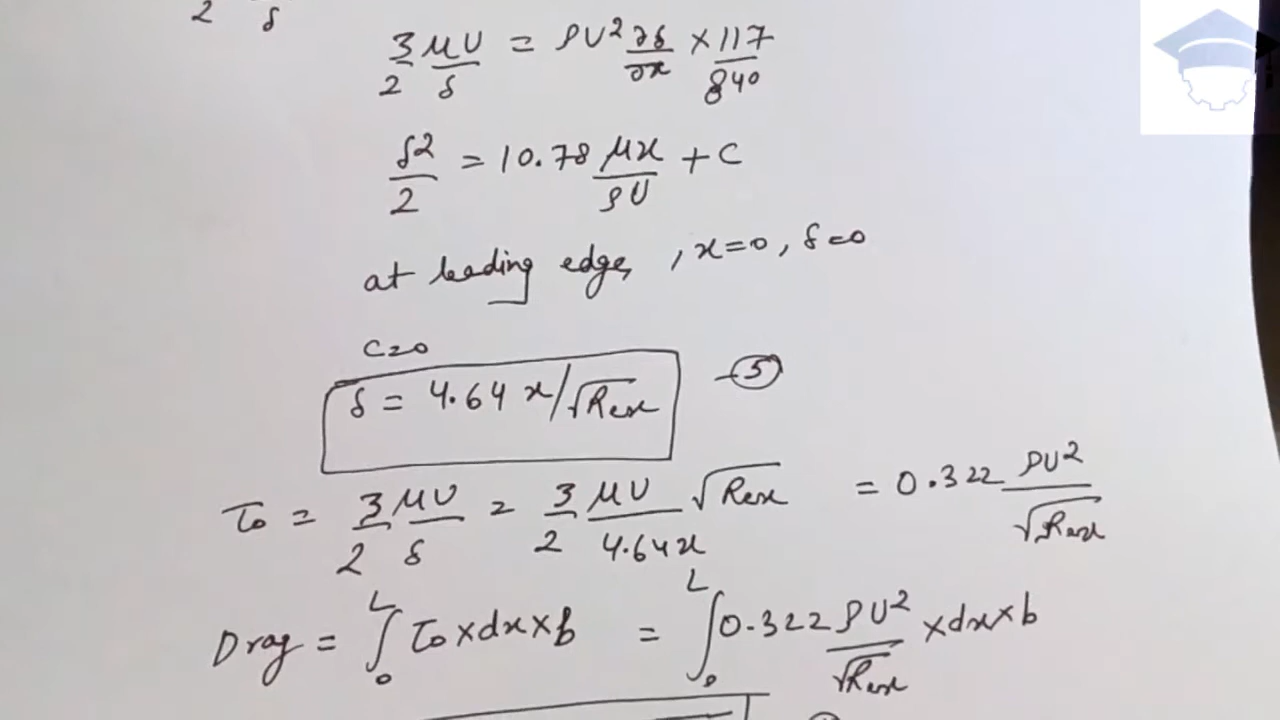 2 δ
3/2 μU/δ = ρU² ∂δ/∂x × 117/840
δ²/2 = 10.78 μx/ρU + C
at leading edge, , x=0, δ=0
C=0
δ = 4.64 x/√Rex — ⑤
τo = 3/2 μU/δ = 3/2 μU/4.64x √Rex = 0.322 ρU²/√Rex
Drag = ∫₀ᴸ τo × dx × b = ∫₀ᴸ 0.322 ρU²/√Rex × dx × b